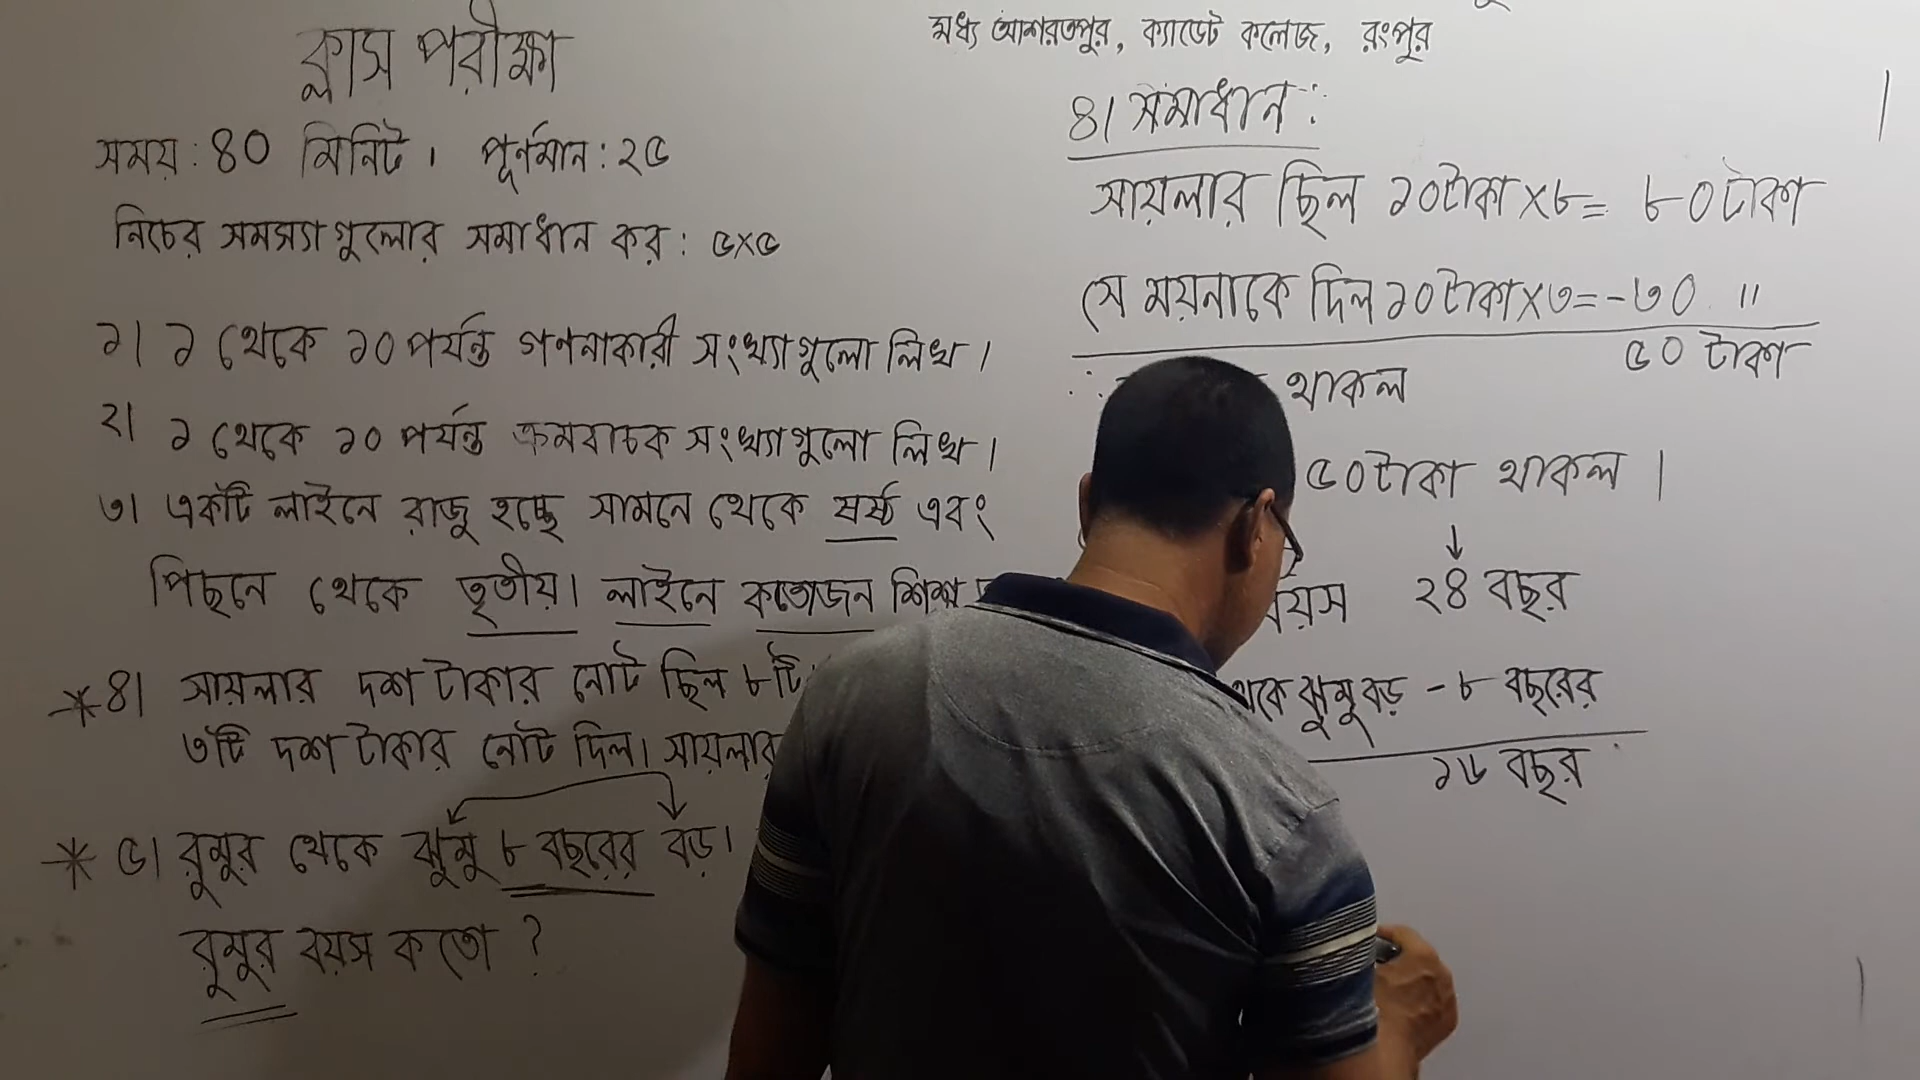 ক্লাস পরীক্ষা
সময়: ৪০ মিনিট। পূর্ণমান: ২৫
নিচের সমস্যাগুলোর সমাধান কর: ৫×৫
১। ১ থেকে ১০ পর্যন্ত গণনাকারী সংখ্যাগুলো লিখ।
২। ১ থেকে ১০ পর্যন্ত ক্রমবাচক সংখ্যাগুলো লিখ।
৩। একটি লাইনে রাজু হচ্ছে সামনে থেকে ষষ্ঠ এবং
পিছনে থেকে তৃতীয়। লাইনে কতোজন শিশু
*৪। সায়লার দশ টাকার নোট ছিল ৮টি
৩টি দশ টাকার নোট দিল। সায়লার
*৫। রুমুর থেকে ঝুমু ৮ বছরের বড়।
রুমুর বয়স কতো?
মধ্য আশরতপুর, ক্যাডেট কলেজ, রংপুর
৪। সমাধান:
সায়লার ছিল ১০টাকা×৮= ৮০টাকা
সে ময়নাকে দিল ১০টাকা×৩=-৩০ "
∴ থাকল ৫০ টাকা
৫০টাকা থাকল।
↓
বয়স ২৪ বছর
থেকে ঝুমু বড় -৮ বছরের
১৬ বছর